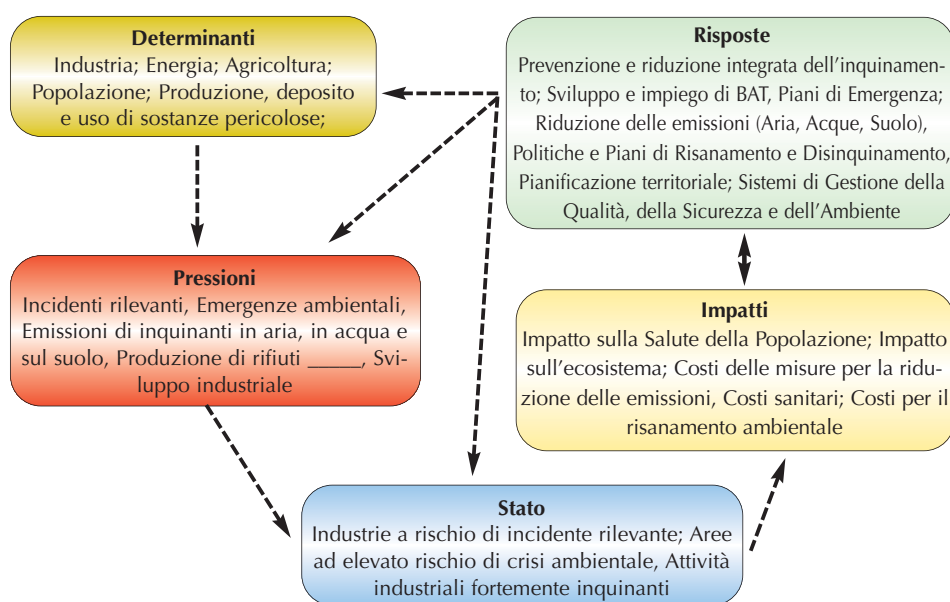 Determinanti
Industria; Energia; Agricoltura;
Popolazione; Produzione, deposito
e uso di sostanze pericolose;
Risposte
Prevenzione e riduzione integrata dell'inquinamen-
to; Sviluppo e impiego di BAT, Piani di Emergenza;
Riduzione delle emissioni (Aria, Acque, Suolo),
Politiche e Piani di Risanamento e Disinquinamento,
Pianificazione territoriale; Sistemi di Gestione della
Qualità, della Sicurezza e dell'Ambiente
Pressioni
Incidenti rilevanti, Emergenze ambientali,
Emissioni di inquinanti in aria, in acqua e
sul suolo, Produzione di rifiuti _____, Svi-
luppo industriale
Impatti
Impatto sulla Salute della Popolazione; Impatto
sull'ecosistema; Costi delle misure per la ridu-
zione delle emissioni, Costi sanitari; Costi per il
risanamento ambientale
Stato
Industrie a rischio di incidente rilevante; Aree
ad elevato rischio di crisi ambientale, Attività
industriali fortemente inquinanti